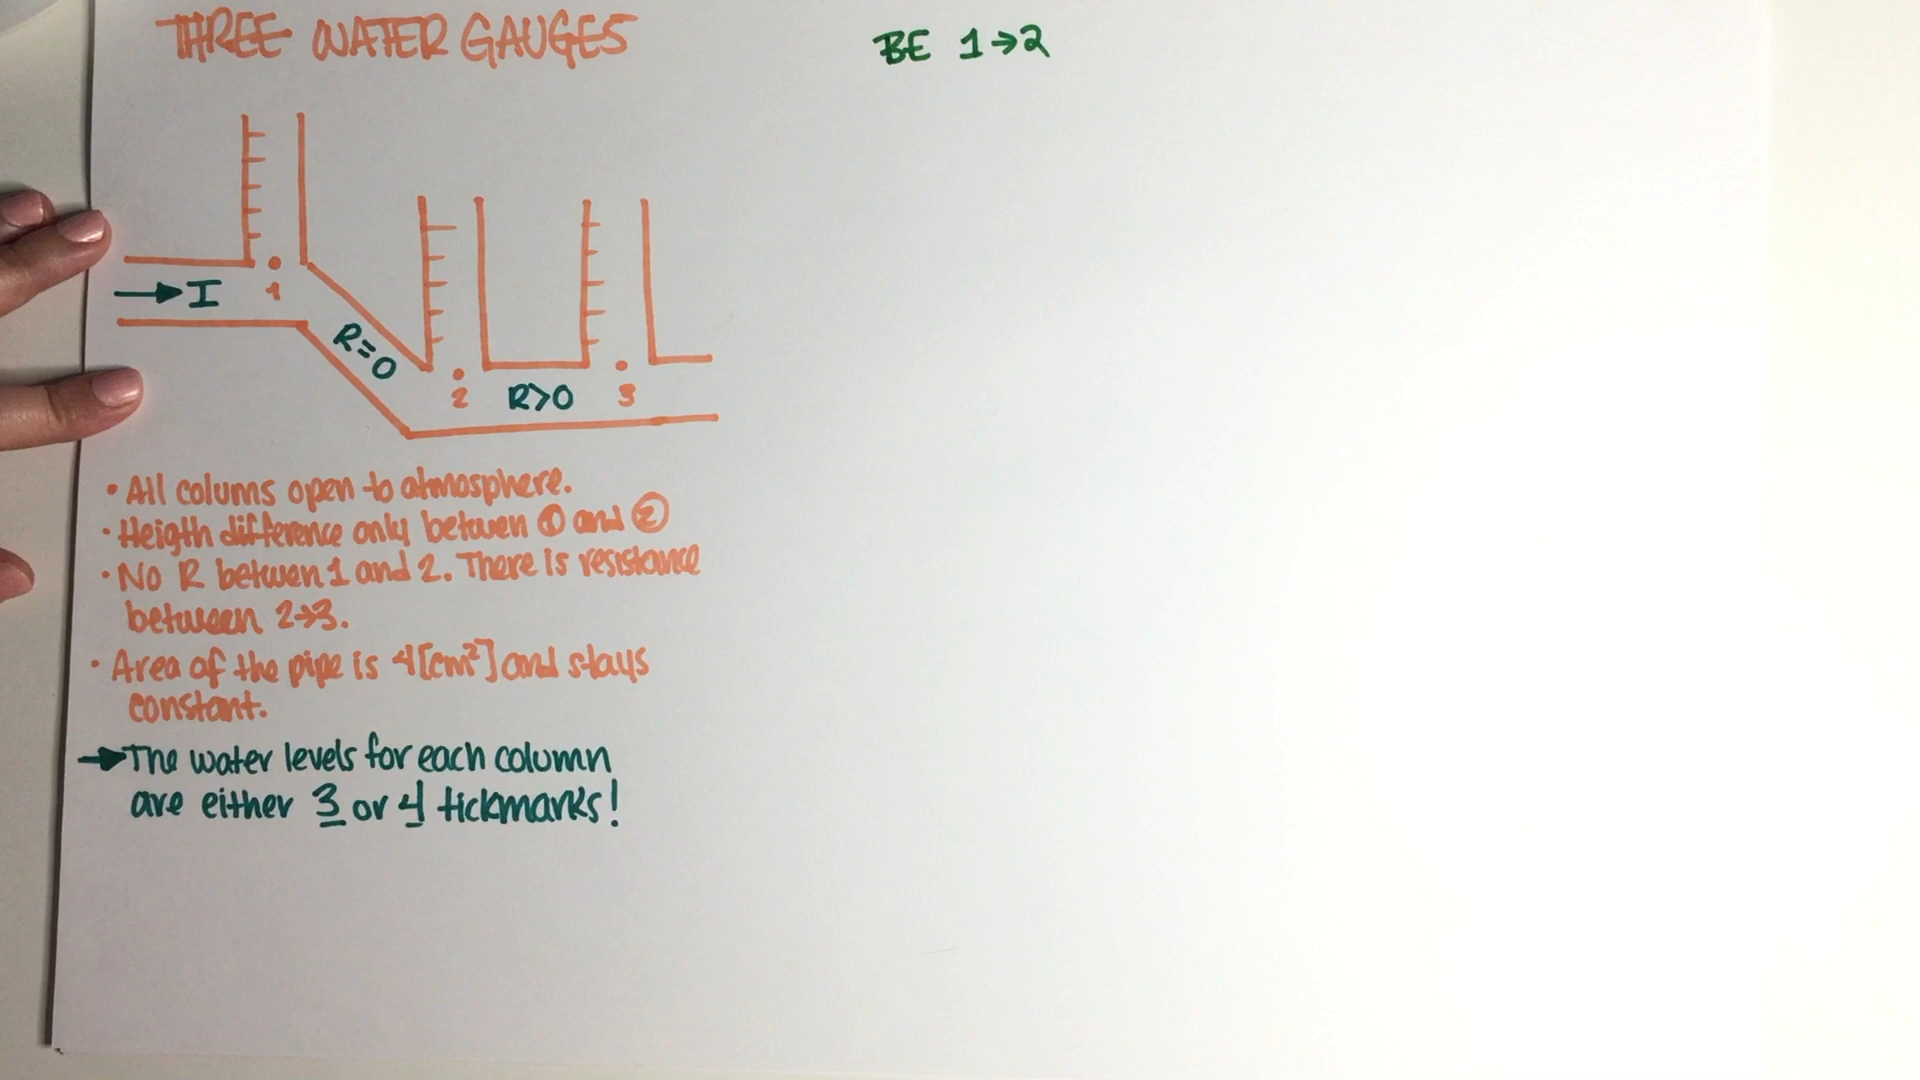 THREE WATER GAUGES
BE 1→2
→ I
1
R=0
2
R>0
3
• All colums open to atmosphere.
• Heigth difference only betwen ① and ②
• No R betwen 1 and 2. There is resistance
between 2→3.
• Area of the pipe is 4[cm²] and stays
constant.
→ The water levels for each column
are either 3 or 4 tickmarks!